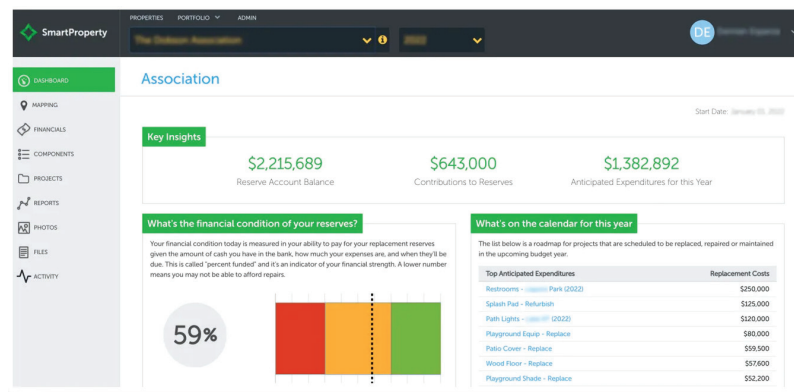 PROPERTIES PORTFOLIO ADMIN
SmartProperty
DE
DASHBOARD
MAPPING
FINANCIALS
COMPONENTS
PROJECTS
REPORTS
PHOTOS
FILES
ACTIVITY
Association
Start Date:
Key Insights
$2,215,689 $643,000 $1,382,892
Reserve Account Balance Contributions to Reserves Anticipated Expenditures for this Year
What's the financial condition of your reserves?
Your financial condition today is measured in your ability to pay for your replacement reserves
given the amount of cash you have in the bank, how much your expenses are, and when they'll be
due. This is called "percent funded" and it's an indicator of your financial strength. A lower number
means you may not be able to afford repairs.
59%
What's on the calendar for this year
The list below is a roadmap for projects that are scheduled to be replaced, repaired or maintained
in the upcoming budget year.
Top Anticipated Expenditures Replacement Costs
Restrooms - Park (2022) $250,000
Splash Pad - Refurbish $125,000
Path Lights - (2022) $120,000
Playground Equip - Replace $80,000
Patio Cover - Replace $59,500
Wood Floor - Replace $57,600
Playground Shade - Replace $52,200